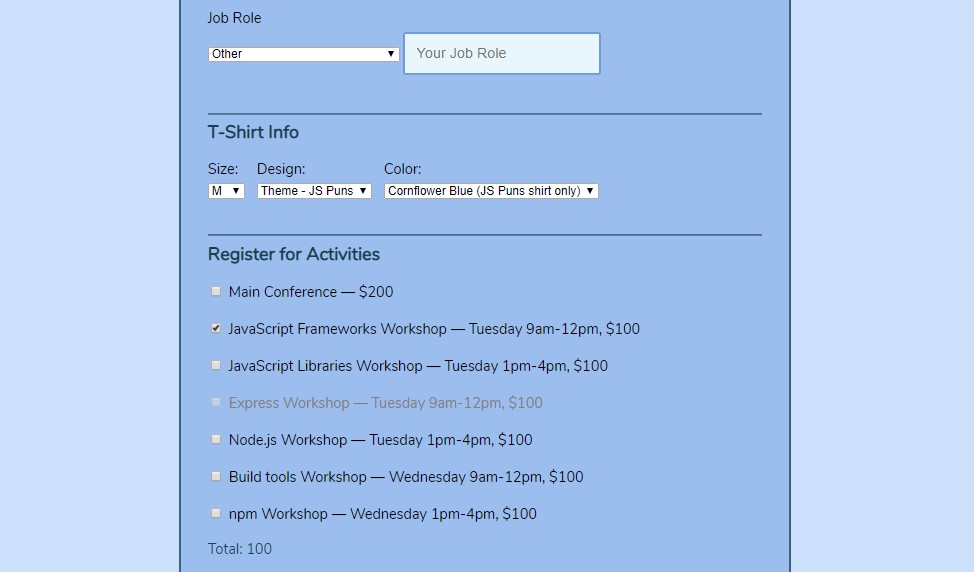 Job Role
Other Your Job Role
T-Shirt Info
Size: Design: Color:
M Theme - JS Puns Cornflower Blue (JS Puns shirt only)
Register for Activities
Main Conference — $200
JavaScript Frameworks Workshop — Tuesday 9am-12pm, $100
JavaScript Libraries Workshop — Tuesday 1pm-4pm, $100
Express Workshop — Tuesday 9am-12pm, $100
Node.js Workshop — Tuesday 1pm-4pm, $100
Build tools Workshop — Wednesday 9am-12pm, $100
npm Workshop — Wednesday 1pm-4pm, $100
Total: 100